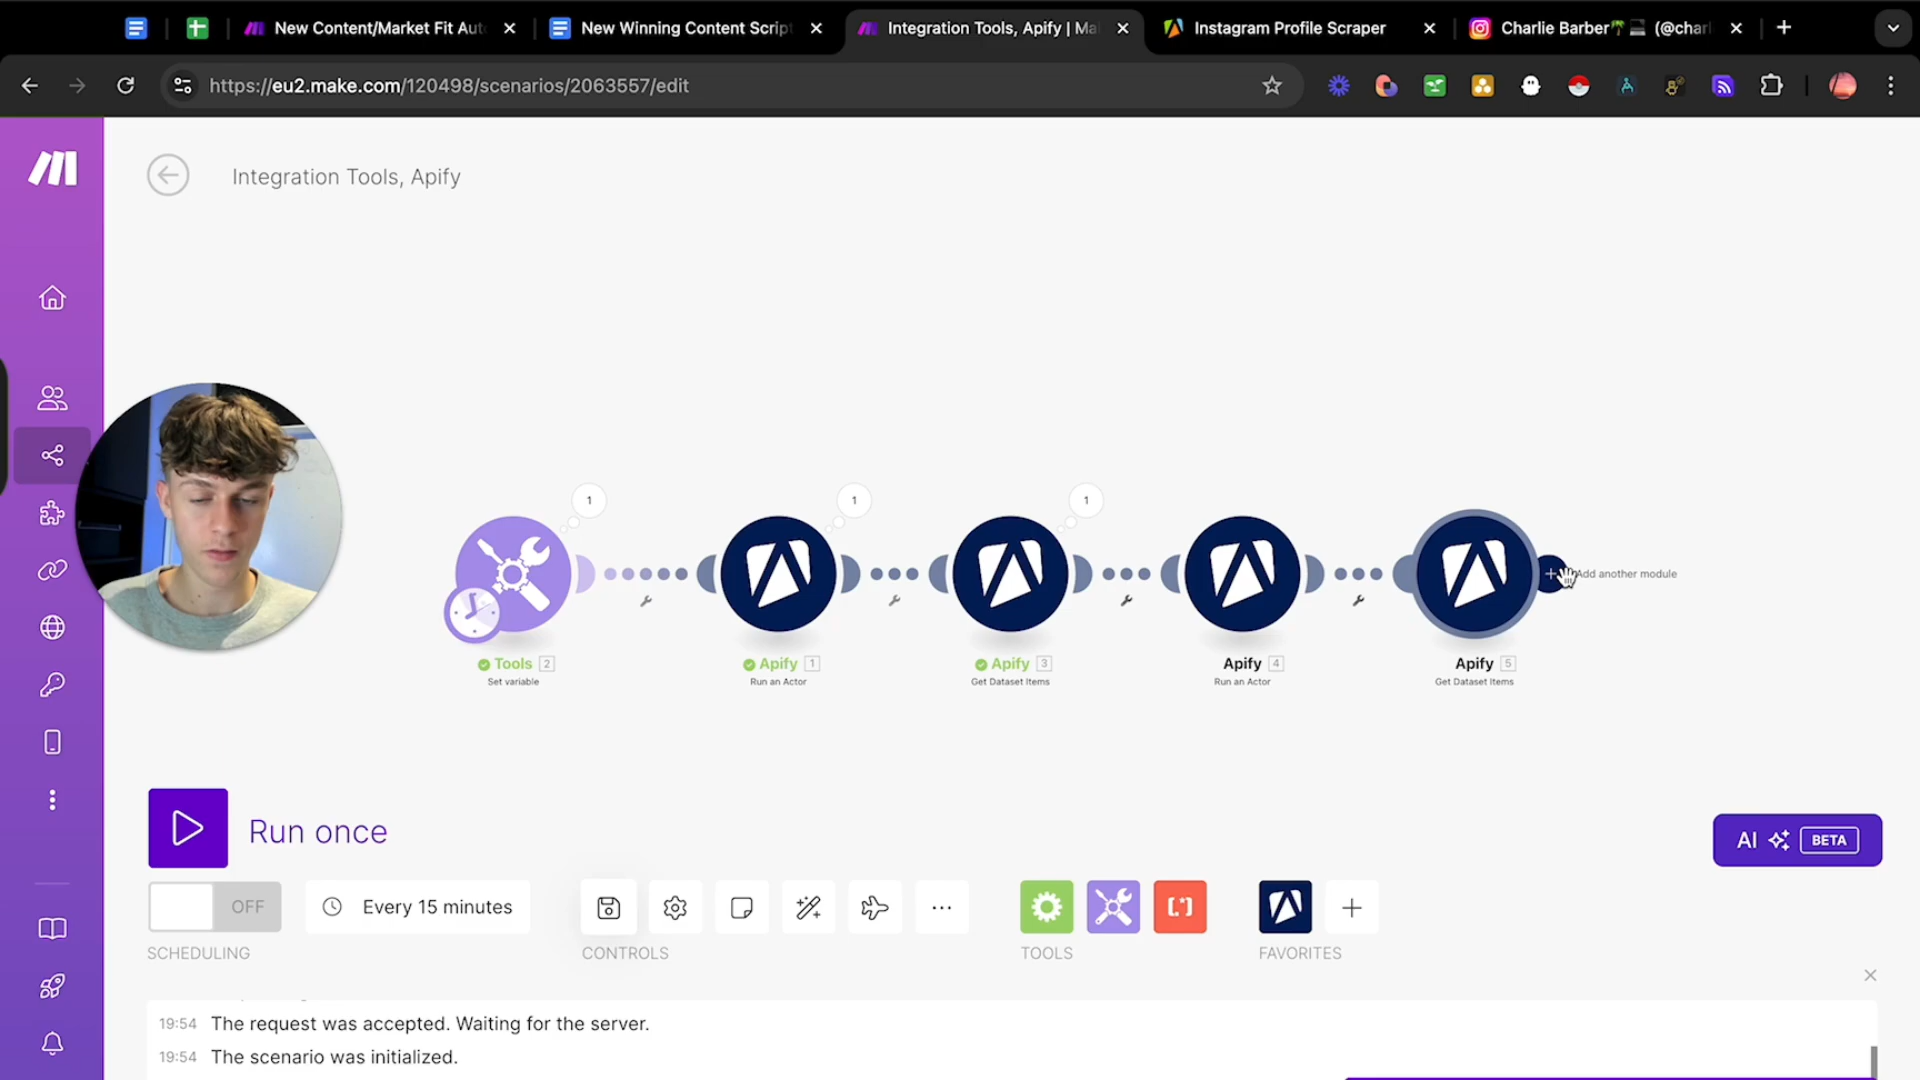 New Content/Market Fit Aut
New Winning Content Script
Integration Tools, Apify | Ma
Instagram Profile Scraper
Charlie Barber🌴💻 (@charl
https://eu2.make.com/120498/scenarios/2063557/edit
Integration Tools, Apify
1
1
1
Add another module
Tools 2
Set variable
Apify 1
Run an Actor
Apify 3
Get Dataset Items
Apify 4
Run an Actor
Apify 5
Get Dataset Items
Run once
AI BETA
OFF
Every 15 minutes
SCHEDULING
CONTROLS
TOOLS
FAVORITES
19:54 The request was accepted. Waiting for the server.
19:54 The scenario was initialized.